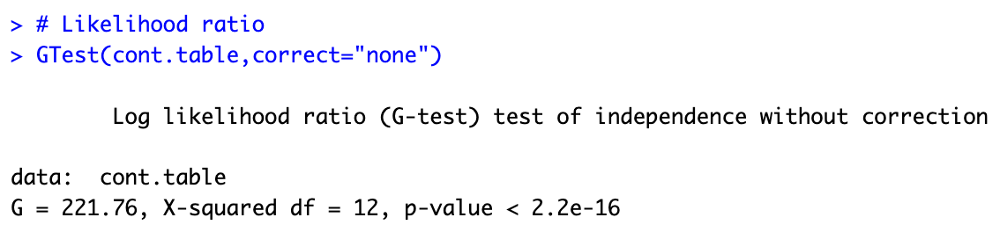 > # Likelihood ratio
> GTest(cont.table,correct="none")
Log likelihood ratio (G-test) test of independence without correction
data:  cont.table
G = 221.76, X-squared df = 12, p-value < 2.2e-16